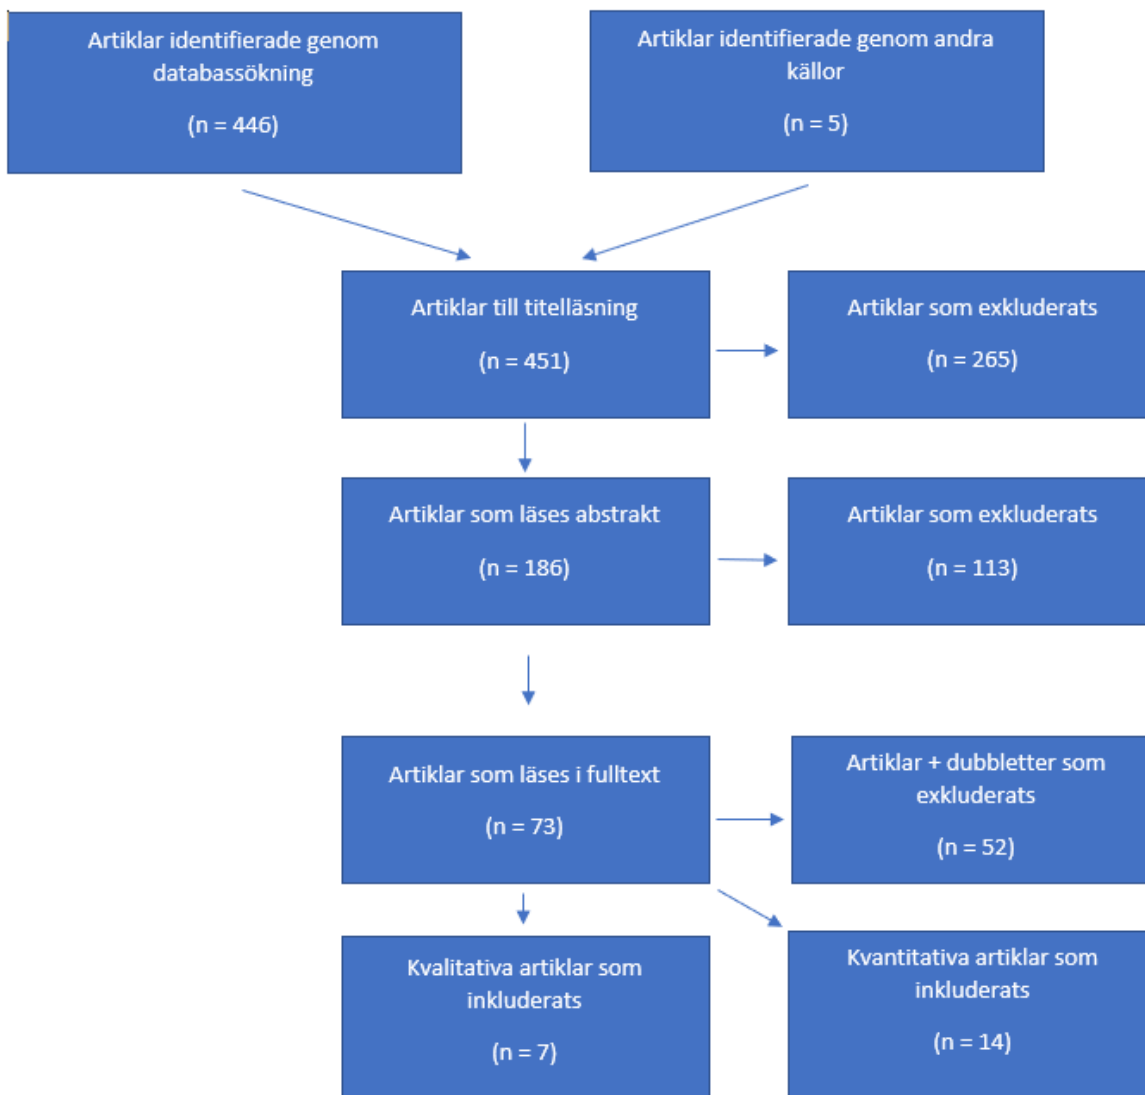 Artiklar identifierade genom
databassökning
(n = 446)
Artiklar identifierade genom andra
källor
(n = 5)
Artiklar till titelläsning
(n = 451)
Artiklar som exkluderats
(n = 265)
Artiklar som läses abstrakt
(n = 186)
Artiklar som exkluderats
(n = 113)
Artiklar som läses i fulltext
(n = 73)
Artiklar + dubbletter som
exkluderats
(n = 52)
Kvalitativa artiklar som
inkluderats
(n = 7)
Kvantitativa artiklar som
inkluderats
(n = 14)